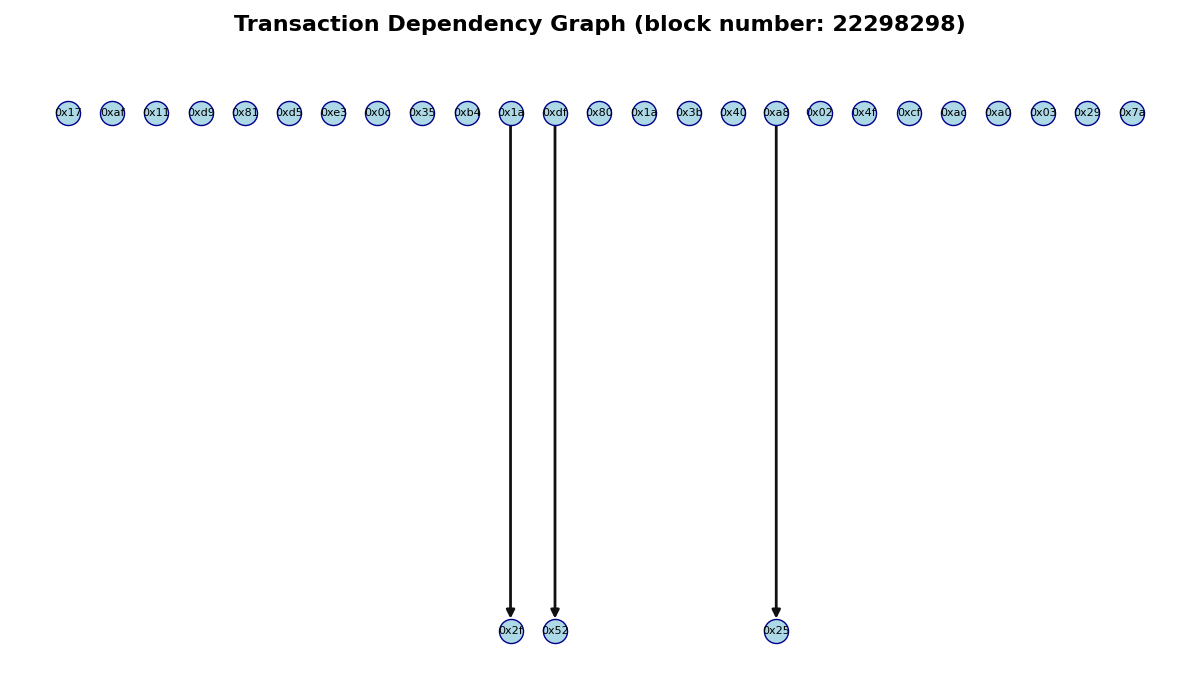 Transaction Dependency Graph (block number: 22298298)
0x17 0xaf 0x11 0xd9 0x81 0xd5 0xe3 0x0c 0x35 0xb4 0x1a 0xdf 0x80 0x1a 0x3b 0x40 0xa8 0x02 0x4f 0xcf 0xac 0xa0 0x03 0x29 0x7a
0x2f 0x52 0x25